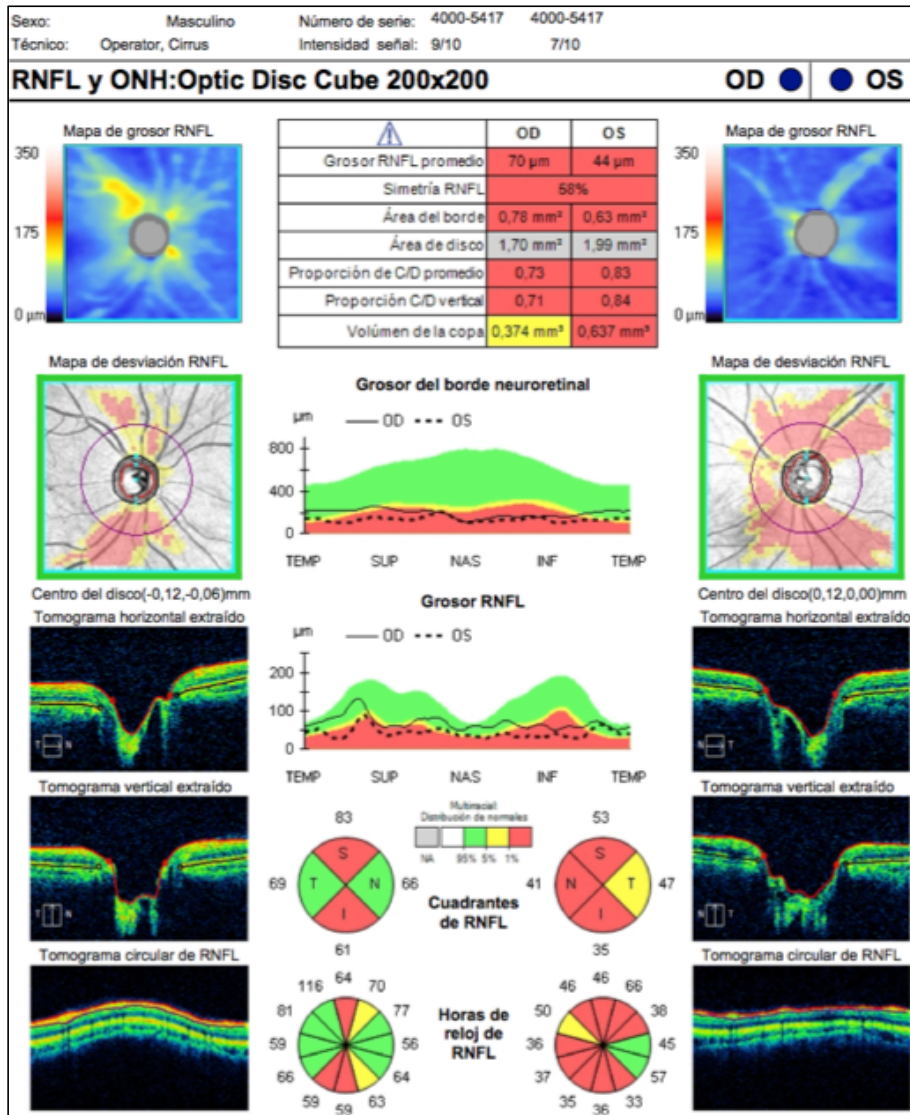 Sexo: Masculino Número de serie: 4000-5417 4000-5417
Técnico: Operator, Cirrus Intensidad señal: 9/10 7/10
RNFL y ONH:Optic Disc Cube 200x200 OD OS
Mapa de grosor RNFL
350
175
0 µm
OD OS
Grosor RNFL promedio 70 µm 44 µm
Simetría RNFL 58%
Área del borde 0,78 mm² 0,63 mm²
Área de disco 1,70 mm² 1,99 mm²
Proporción de C/D promedio 0,73 0,83
Proporción C/D vertical 0,71 0,84
Volúmen de la copa 0,374 mm³ 0,637 mm³
Mapa de grosor RNFL
350
175
0 µm
Mapa de desviación RNFL
Grosor del borde neuroretinal
µm OD OS
800
400
0
TEMP SUP NAS INF TEMP
Mapa de desviación RNFL
Centro del disco(-0,12,-0,06)mm
Centro del disco(0,12,0,00)mm
Tomograma horizontal extraído
T N
Grosor RNFL
µm OD OS
200
100
0
TEMP SUP NAS INF TEMP
Tomograma horizontal extraído
T N
Tomograma vertical extraído
T N
Tomograma vertical extraído
T N
Multirracial:
Distribución de normales
NA 95% 5% 1%
83
69 T S N I 66
61
Cuadrantes
de RNFL
53
41 N S T I 47
35
Tomograma circular de RNFL
116 64 70
81 77
59 56
66 64
59 59 63
Horas de
reloj de
RNFL
46 46 66
50 38
36 45
37 57
35 36 33
Tomograma circular de RNFL